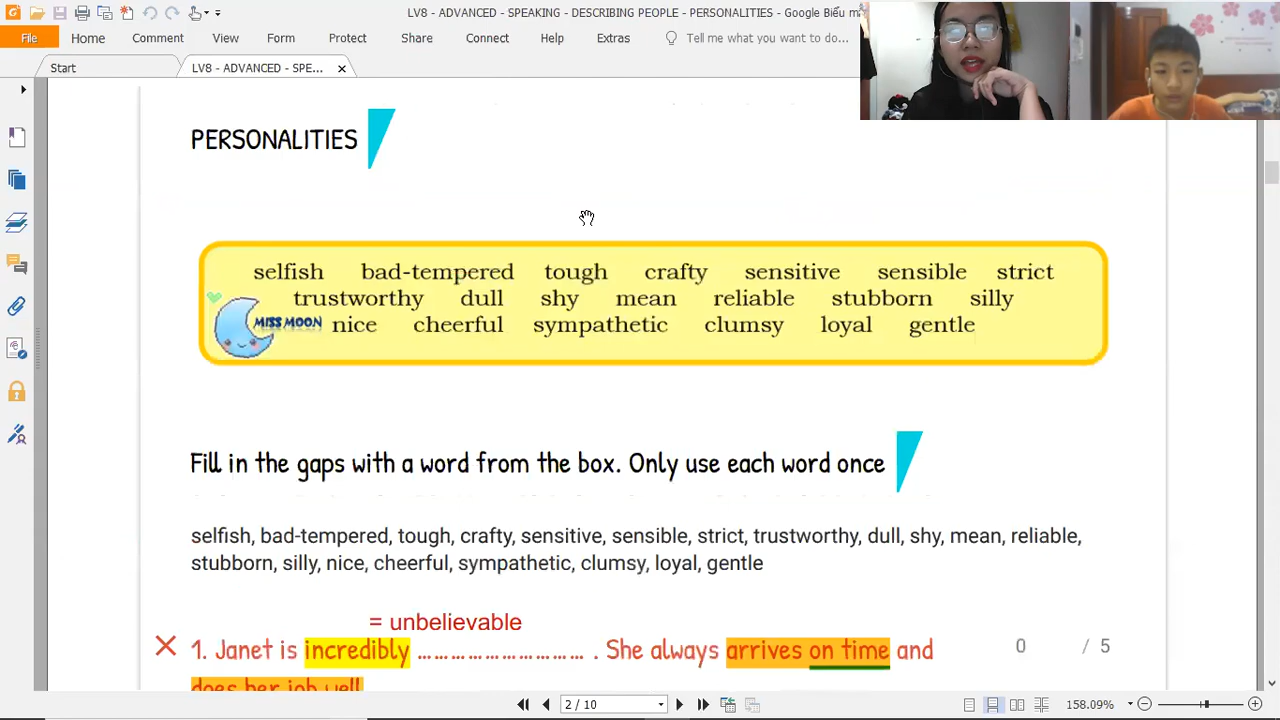 LV8 - ADVANCED - SPEAKING - DESCRIBING PEOPLE - PERSONALITIES - Google Biểu m
File Home Comment View Form Protect Share Connect Help Extras Tell me what you want to do...
Start LV8 - ADVANCED - SPE...
PERSONALITIES
selfish bad-tempered tough crafty sensitive sensible strict
trustworthy dull shy mean reliable stubborn silly
MISS MOON nice cheerful sympathetic clumsy loyal gentle
Fill in the gaps with a word from the box. Only use each word once
selfish, bad-tempered, tough, crafty, sensitive, sensible, strict, trustworthy, dull, shy, mean, reliable,
stubborn, silly, nice, cheerful, sympathetic, clumsy, loyal, gentle
= unbelievable
1. Janet is incredibly ............................ . She always arrives on time and 0 / 5
does her job well
2 / 10 158.09%